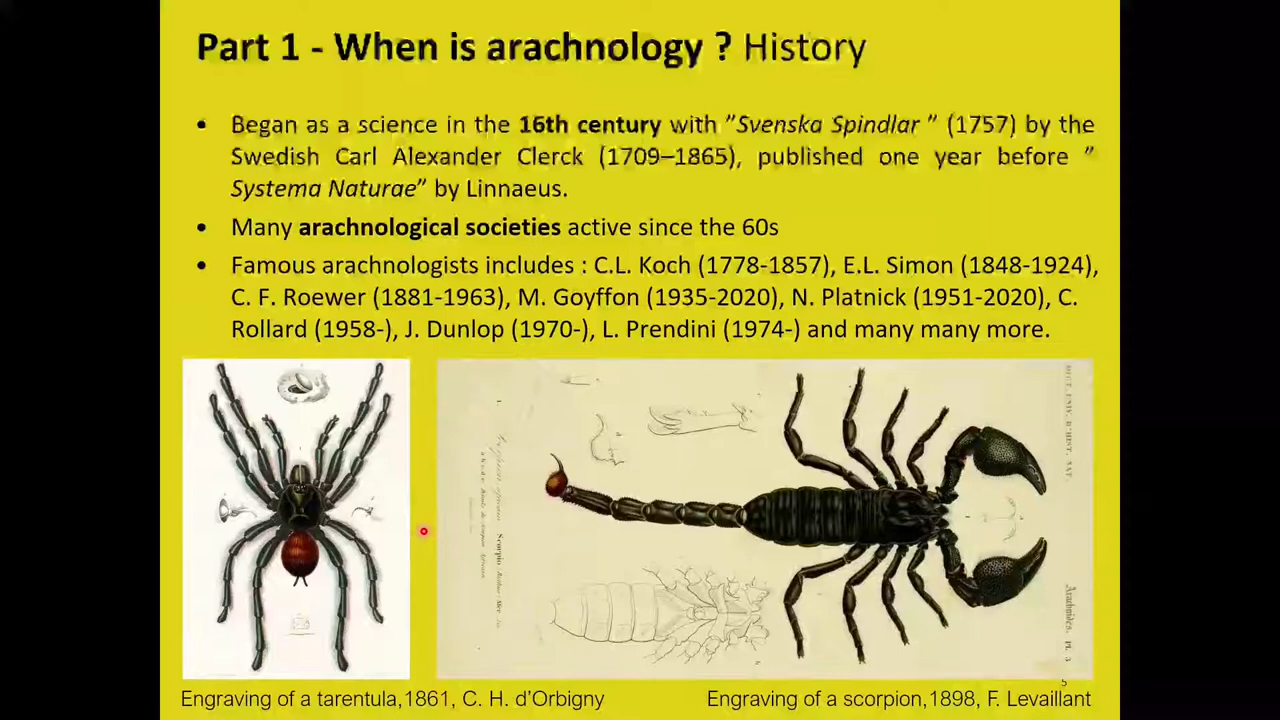 Part 1 - When is arachnology ? History
• Began as a science in the 16th century with ”Svenska Spindlar ” (1757) by the
Swedish Carl Alexander Clerck (1709–1865), published one year before ”
Systema Naturae” by Linnaeus.
• Many arachnological societies active since the 60s
• Famous arachnologists includes : C.L. Koch (1778-1857), E.L. Simon (1848-1924),
C. F. Roewer (1881-1963), M. Goyffon (1935-2020), N. Platnick (1951-2020), C.
Rollard (1958-), J. Dunlop (1970-), L. Prendini (1974-) and many many more.
Arachnides. PL. 3
5
Engraving of a tarentula,1861, C. H. d’Orbigny
Engraving of a scorpion,1898, F. Levaillant